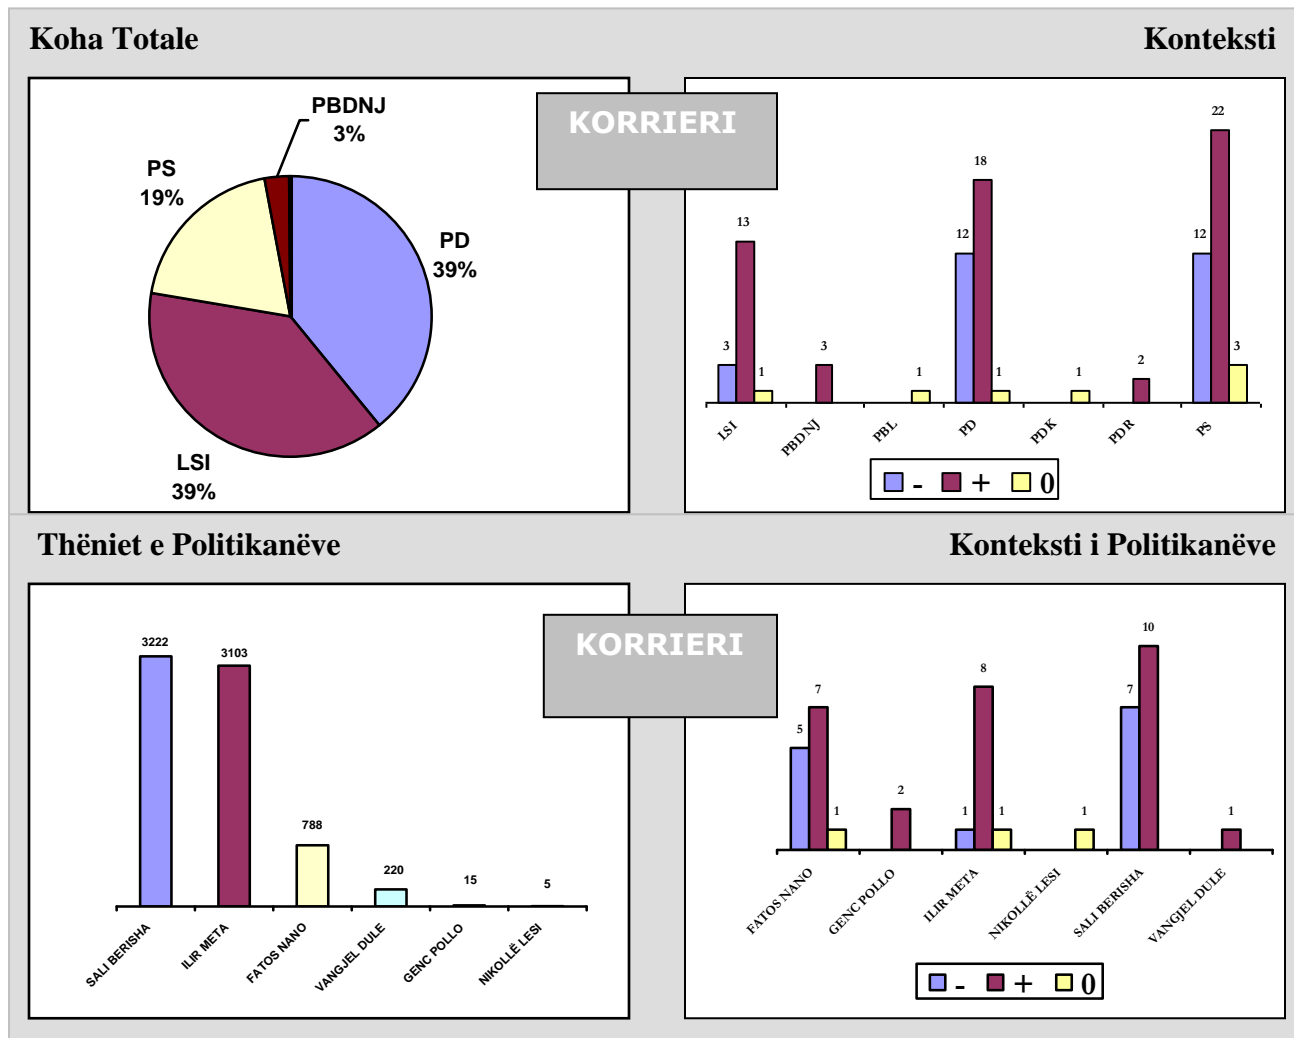 Koha Totale
Konteksti
KORRIERI
PBDNJ
3%
PS
19%
PD
39%
LSI
39%
22
18
13
12
12
3
3
1
1
1
1
2
3
LSI
PBDNJ
PBL
PD
PDK
PDR
PS
- + 0
Thëniet e Politikanëve
Konteksti i Politikanëve
KORRIERI
3222
3103
788
220
15
5
SALI BERISHA
ILIR META
FATOS NANO
VANGJEL DULE
GENC POLLO
NIKOLLË LESI
10
8
7
7
5
2
1
1
1
1
1
FATOS NANO
GENC POLLO
ILIR META
NIKOLLË LESI
SALI BERISHA
VANGJEL DULE
- + 0